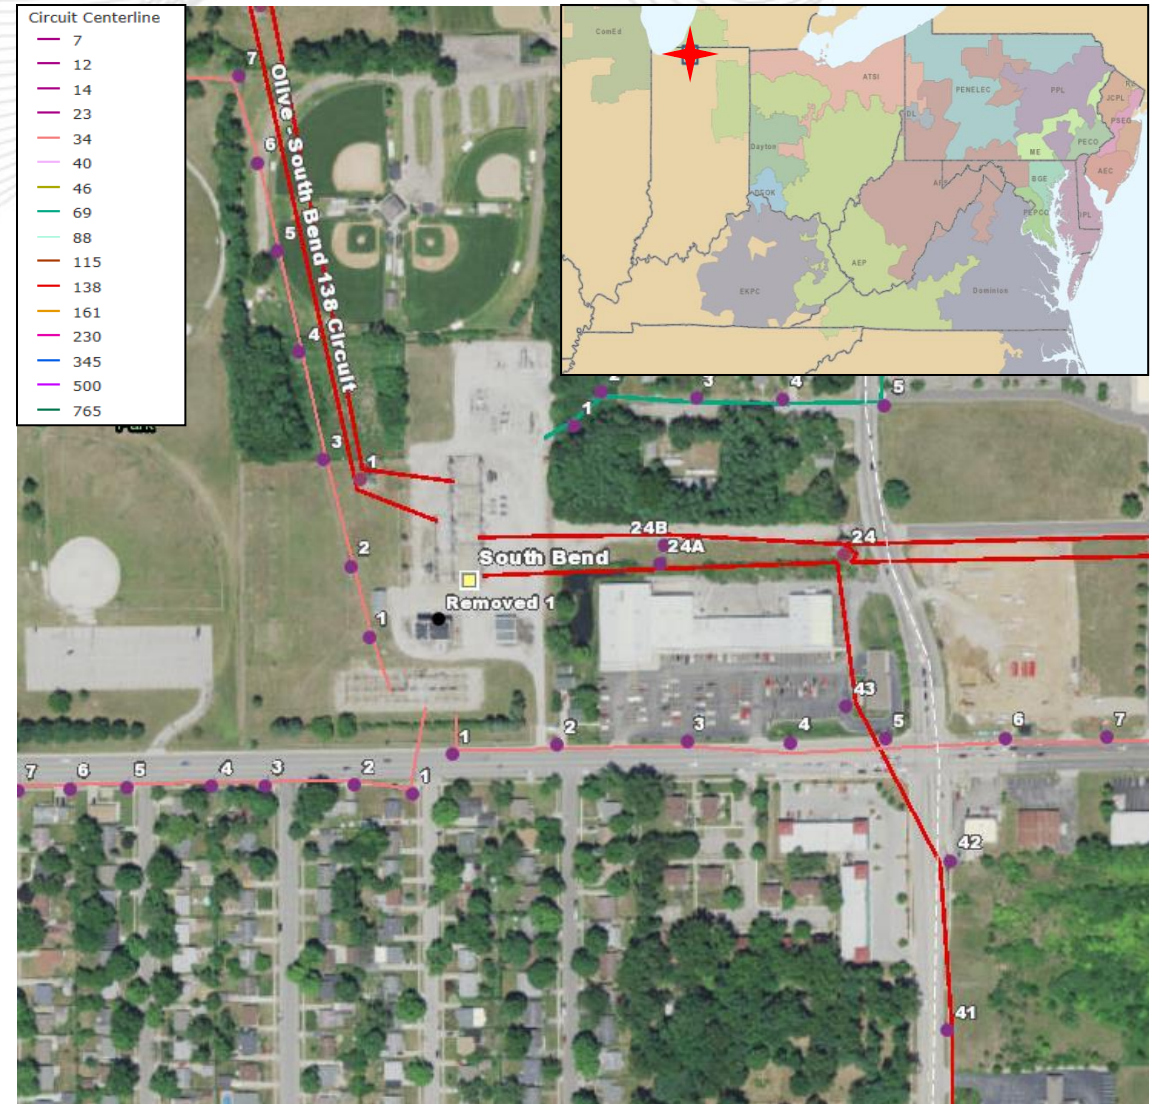 Circuit Centerline
7
12
14
23
34
40
46
69
88
115
138
161
230
345
500
765
ComEd
ATSI
PENELEC
PPL
JCPL
PSEG
DL
Dayton
ME
PECO
AEC
BGE
DEOK
PEPCO
DPL
AEP
EKPC
Dominion
7
6
5
4
3
2
1
Olive - South Bend 138 Circuit
1
1
2
3
4
5
Park
24B
24A
24
South Bend
Removed 1
43
1
2
3
4
5
6
7
7
6
5
4
3
2
1
42
41